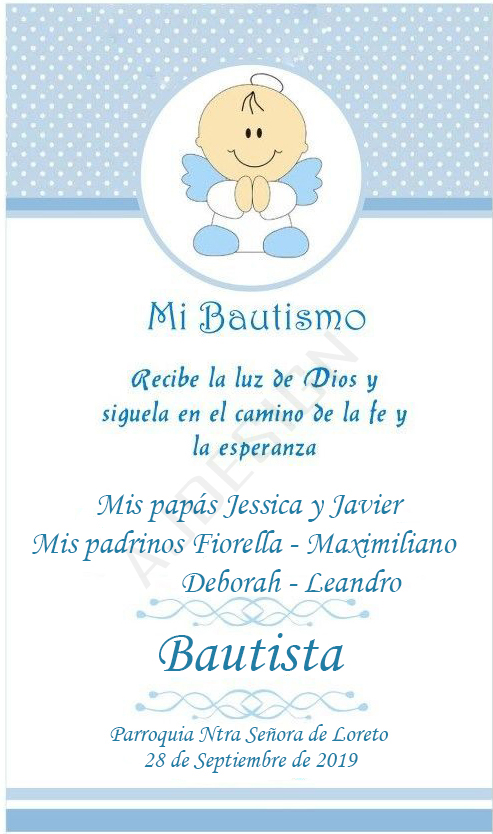 Mi Bautismo
Recibe la luz de Dios y
siguela en el camino de la fe y
la esperanza
Mis papás Jessica y Javier
Mis padrinos Fiorella - Maximiliano
Deborah - Leandro
Bautista
Parroquia Ntra Señora de Loreto
28 de Septiembre de 2019